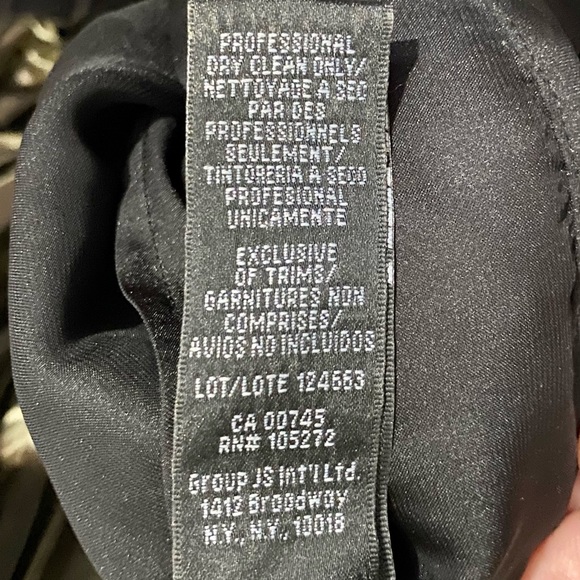 PROFESSIONAL
DRY CLEAN ONLY/
NETTOYAGE A SEC
PAR DES
PROFESSIONNELS
SEULEMENT/
TINTORERIA A SECO
PROFESIONAL
UNICAMENTE
EXCLUSIVE
OF TRIMS/
GARNITURES NON
COMPRISES/
AVIOS NO INCLUIDOS
LOT/LOTE 124663
CA 00745
RN# 105272
Group JS Int'l Ltd.
1412 Broadway
N.Y., N.Y., 10018